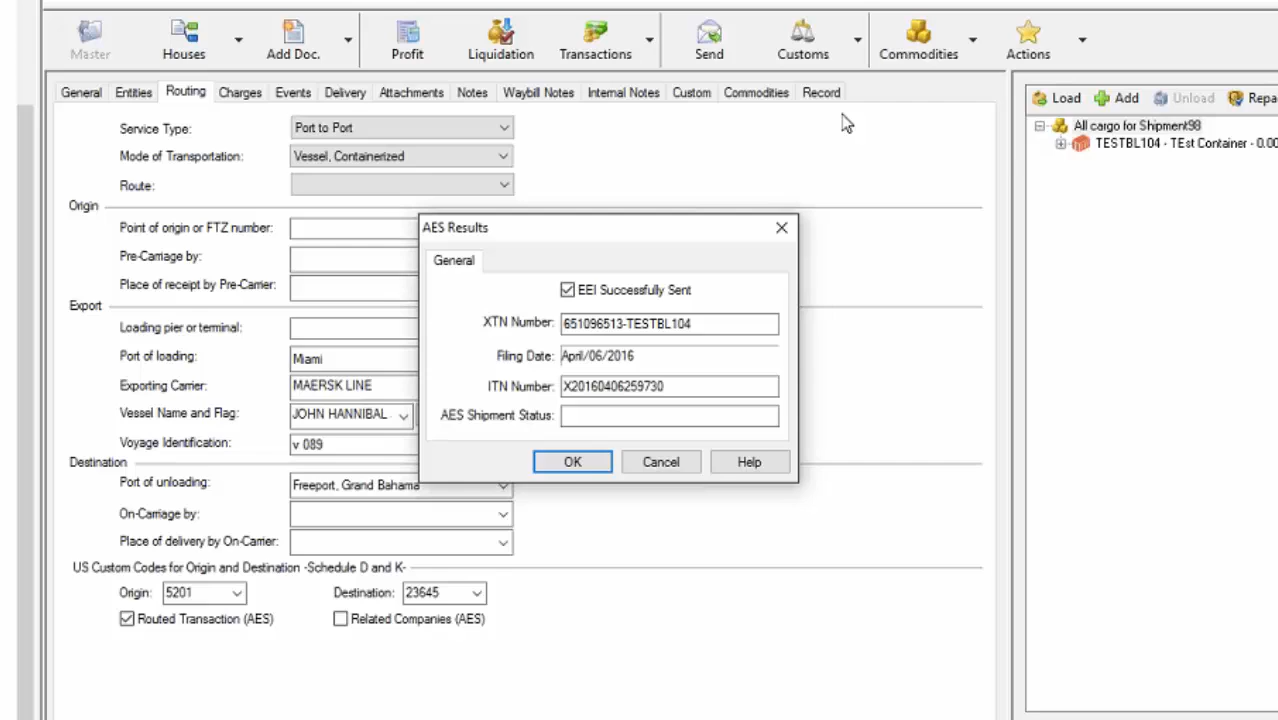 Master Houses Add Doc. Profit Liquidation Transactions Send Customs Commodities Actions
General Entities Routing Charges Events Delivery Attachments Notes Waybill Notes Internal Notes Custom Commodities Record
Load Add Unload Repa
All cargo for Shipment98
TESTBL104 - TEst Container - 0.00
Service Type: Port to Port
Mode of Transportation: Vessel, Containerized
Route:
Origin
Point of origin or FTZ number:
Pre-Carriage by:
Place of receipt by Pre-Carrier:
Export
Loading pier or terminal:
Port of loading: Miami
Exporting Carrier: MAERSK LINE
Vessel Name and Flag: JOHN HANNIBAL
Voyage Identification: v 089
Destination
Port of unloading: Freeport, Grand Bahama
On-Carriage by:
Place of delivery by On-Carrier:
US Custom Codes for Origin and Destination -Schedule D and K-
Origin: 5201 Destination: 23645
Routed Transaction (AES) Related Companies (AES)
AES Results
General
EEI Successfully Sent
XTN Number: 651096513-TESTBL104
Filing Date: April/06/2016
ITN Number: X20160406259730
AES Shipment Status:
OK Cancel Help